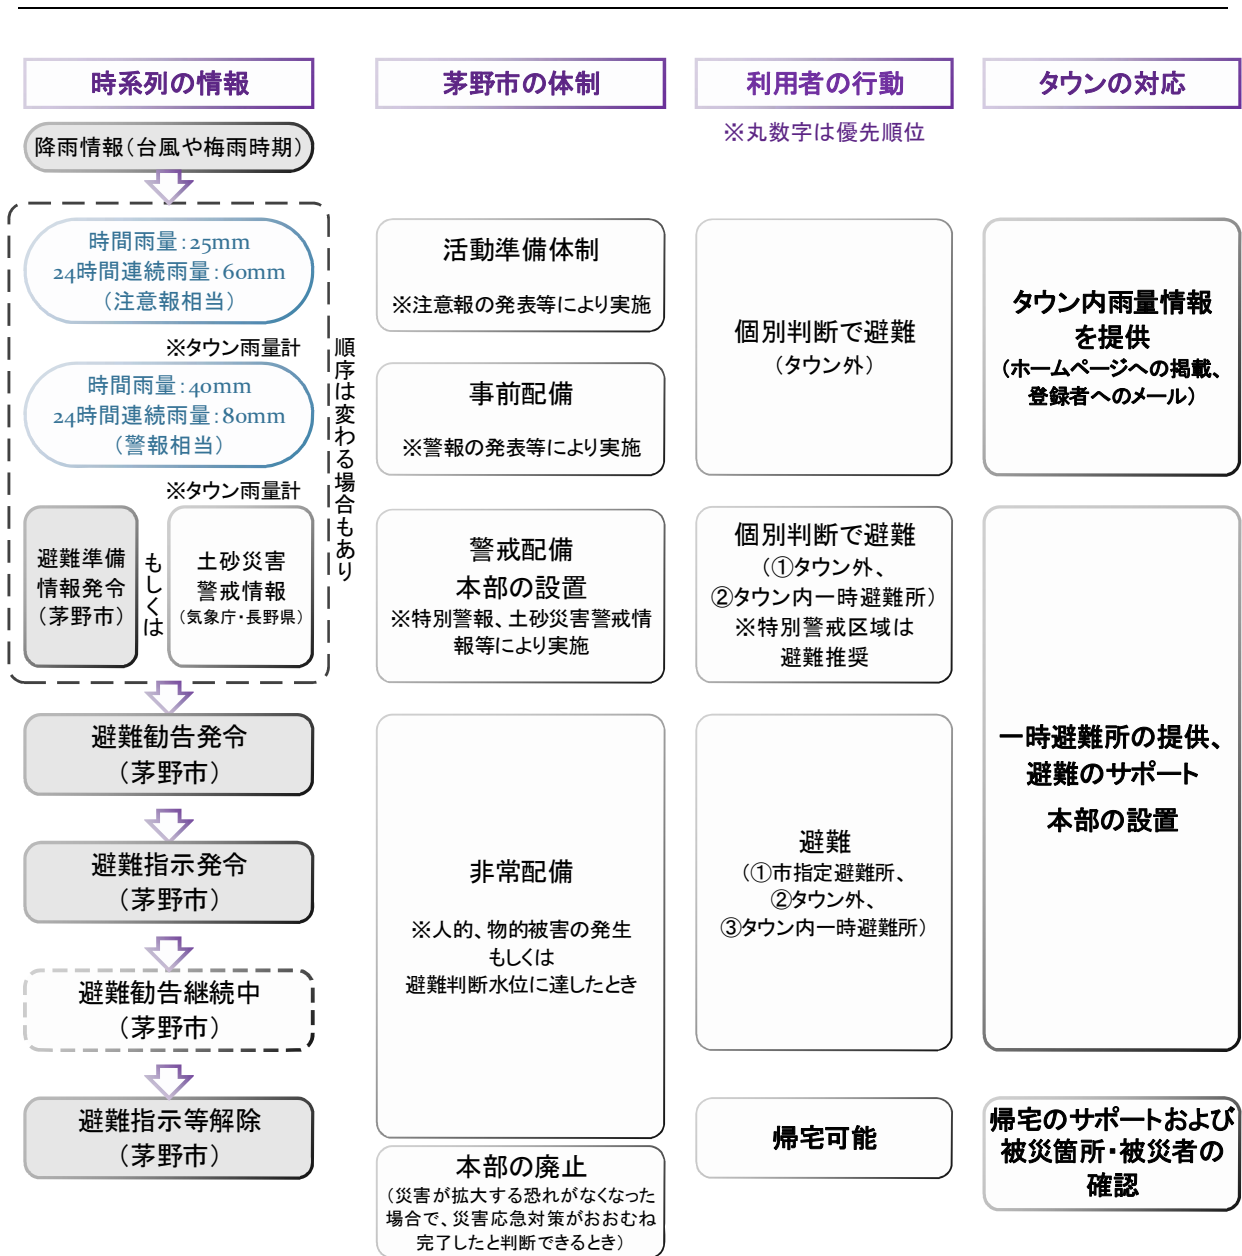 時系列の情報
降雨情報（台風や梅雨時期）
時間雨量：25mm
24時間連続雨量：60mm
（注意報相当）
※タウン雨量計
時間雨量：40mm
24時間連続雨量：80mm
（警報相当）
※タウン雨量計
避難準備
情報発令
（茅野市）
もしくは
土砂災害
警戒情報
（気象庁・長野県）
順序は変わる場合もあり
避難勧告発令
（茅野市）
避難指示発令
（茅野市）
避難勧告継続中
（茅野市）
避難指示等解除
（茅野市）
茅野市の体制
活動準備体制
※注意報の発表等により実施
事前配備
※警報の発表等により実施
警戒配備
本部の設置
※特別警報、土砂災害警戒情
報等により実施
非常配備
※人的、物的被害の発生
もしくは
避難判断水位に達したとき
本部の廃止
（災害が拡大する恐れがなくなった
場合で、災害応急対策がおおむね
完了したと判断できるとき）
利用者の行動
※丸数字は優先順位
個別判断で避難
（タウン外）
個別判断で避難
（①タウン外、
②タウン内一時避難所）
※特別警戒区域は
避難推奨
避難
（①市指定避難所、
②タウン外、
③タウン内一時避難所）
帰宅可能
タウンの対応
タウン内雨量情報
を提供
（ホームページへの掲載、
登録者へのメール）
一時避難所の提供、
避難のサポート
本部の設置
帰宅のサポートおよび
被災箇所・被災者の
確認